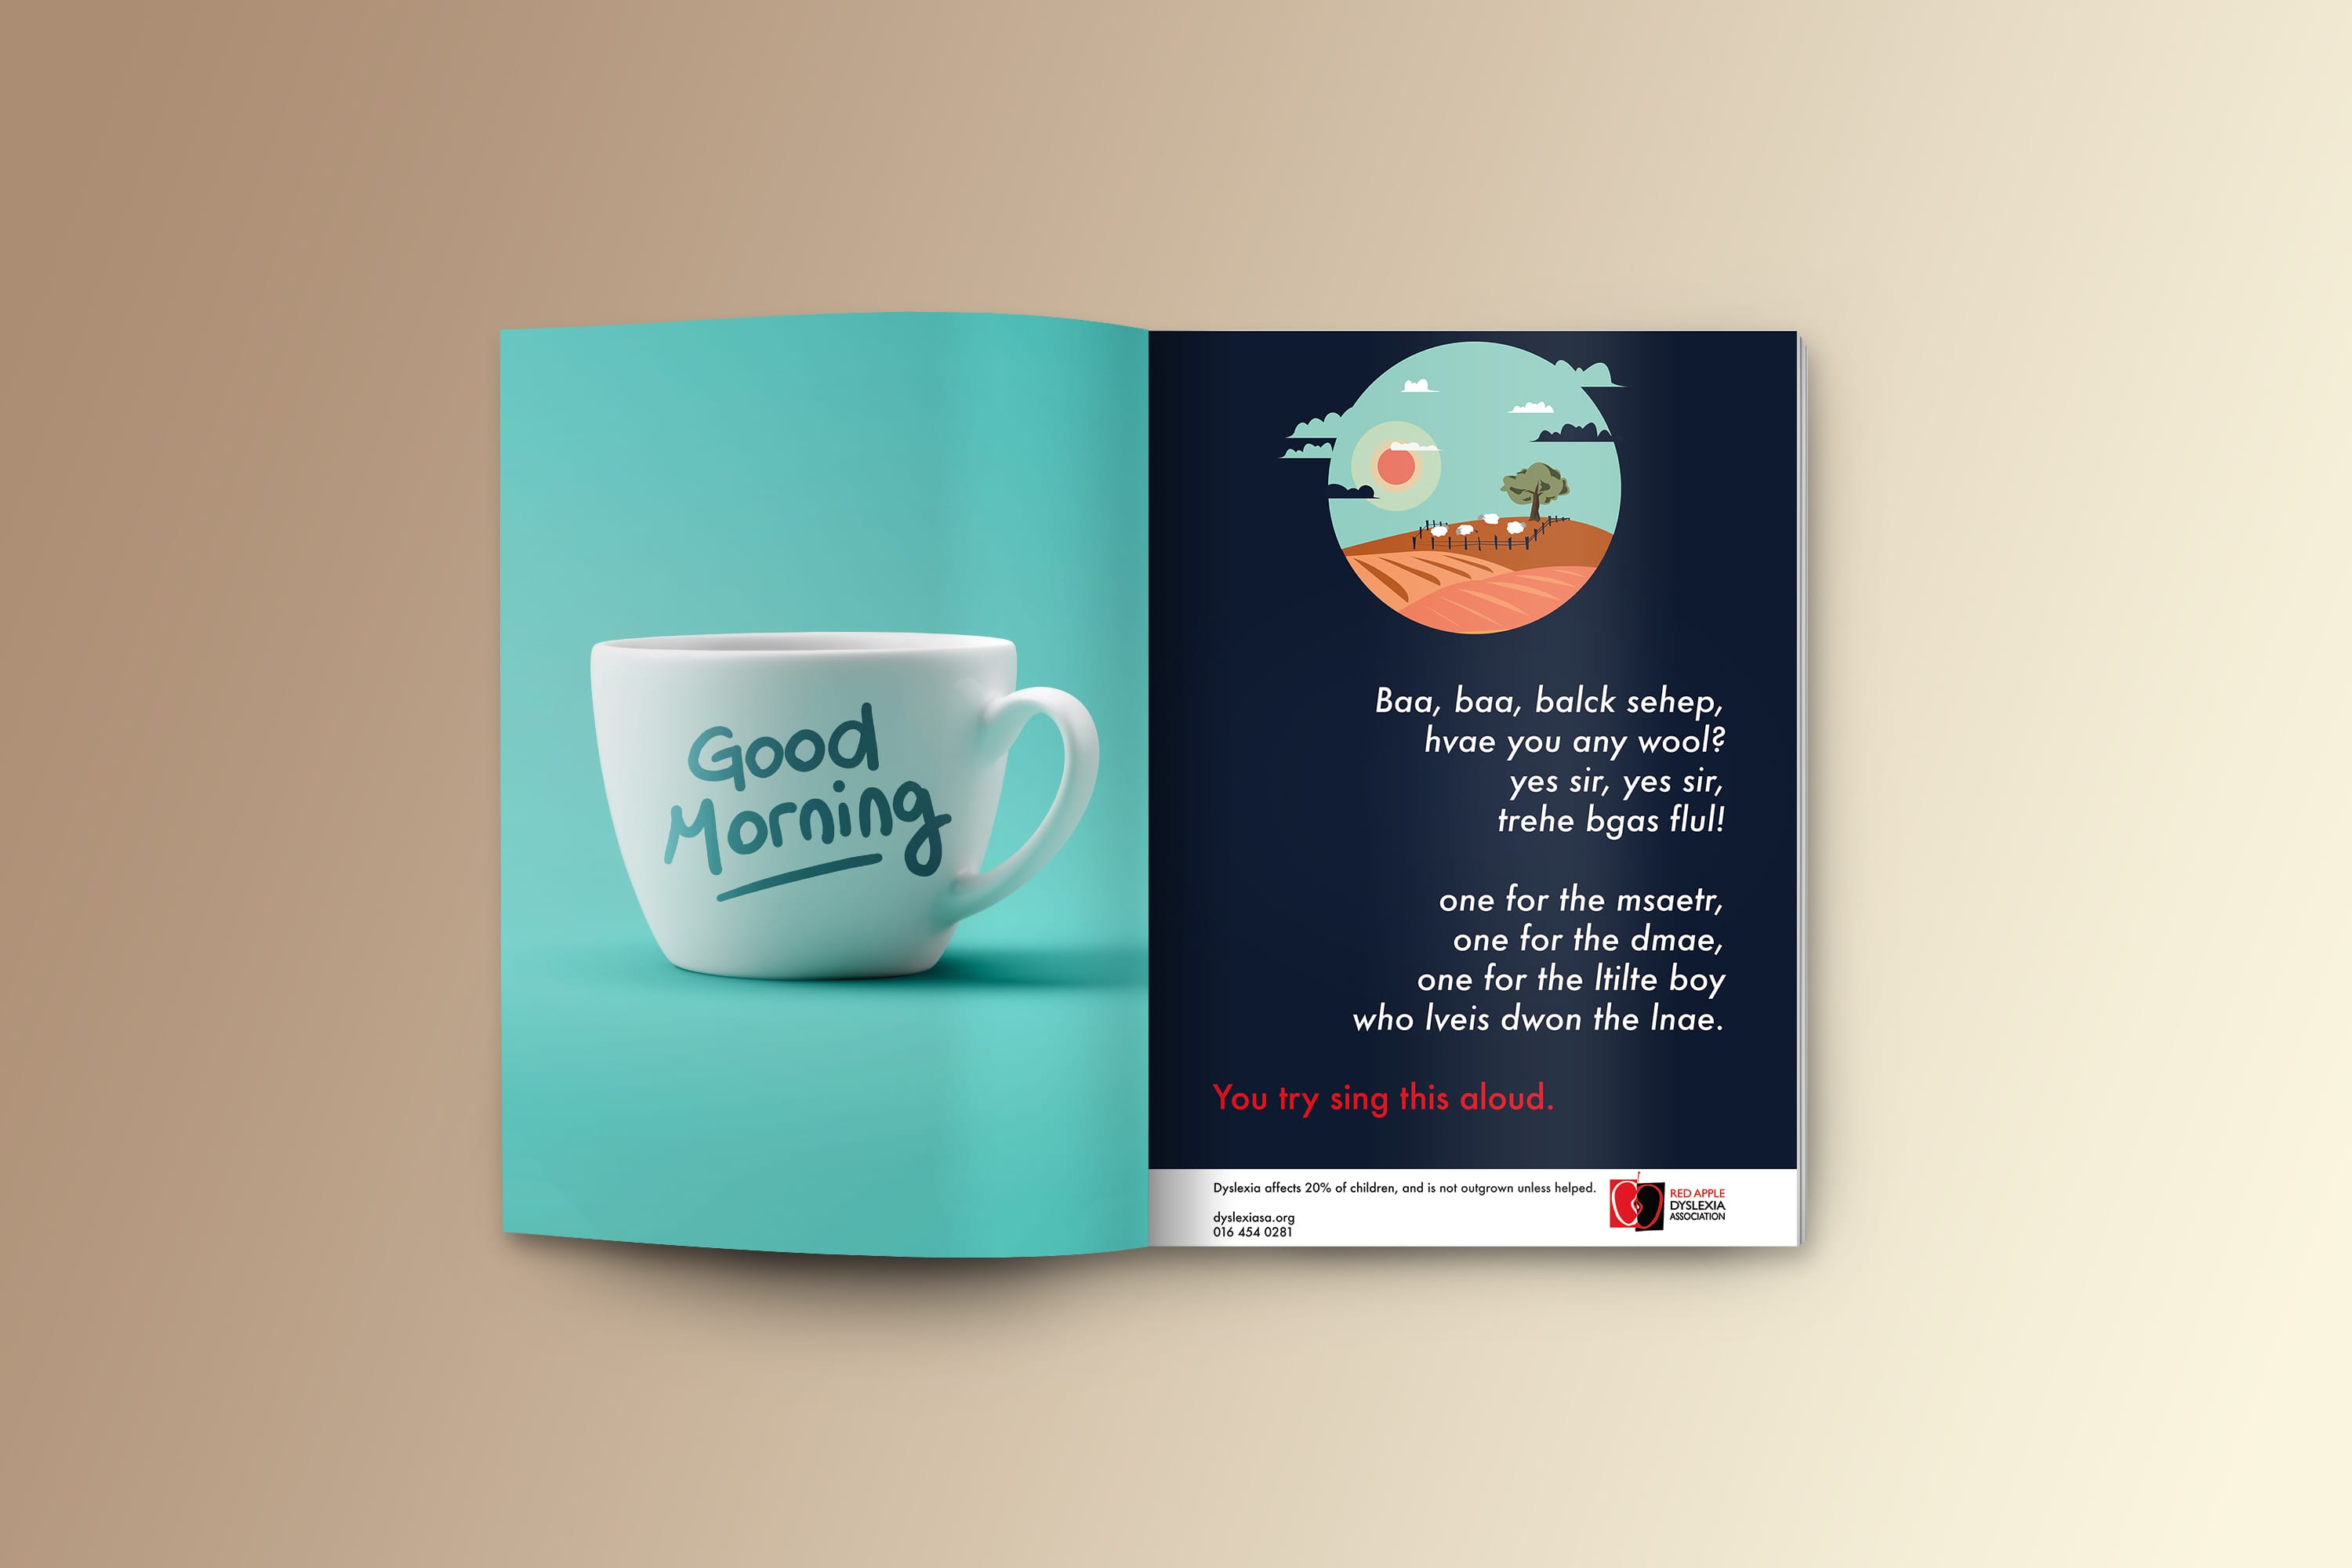 Good
Morning
Baa, baa, balck sehep,
hvae you any wool?
yes sir, yes sir,
trehe bgas flul!
one for the msaetr,
one for the dmae,
one for the ltilte boy
who lveis dwon the lnae.
You try sing this aloud.
Dyslexia affects 20% of children, and is not outgrown unless helped.
dyslexiasa.org
016 454 0281
RED APPLE
DYSLEXIA
ASSOCIATION